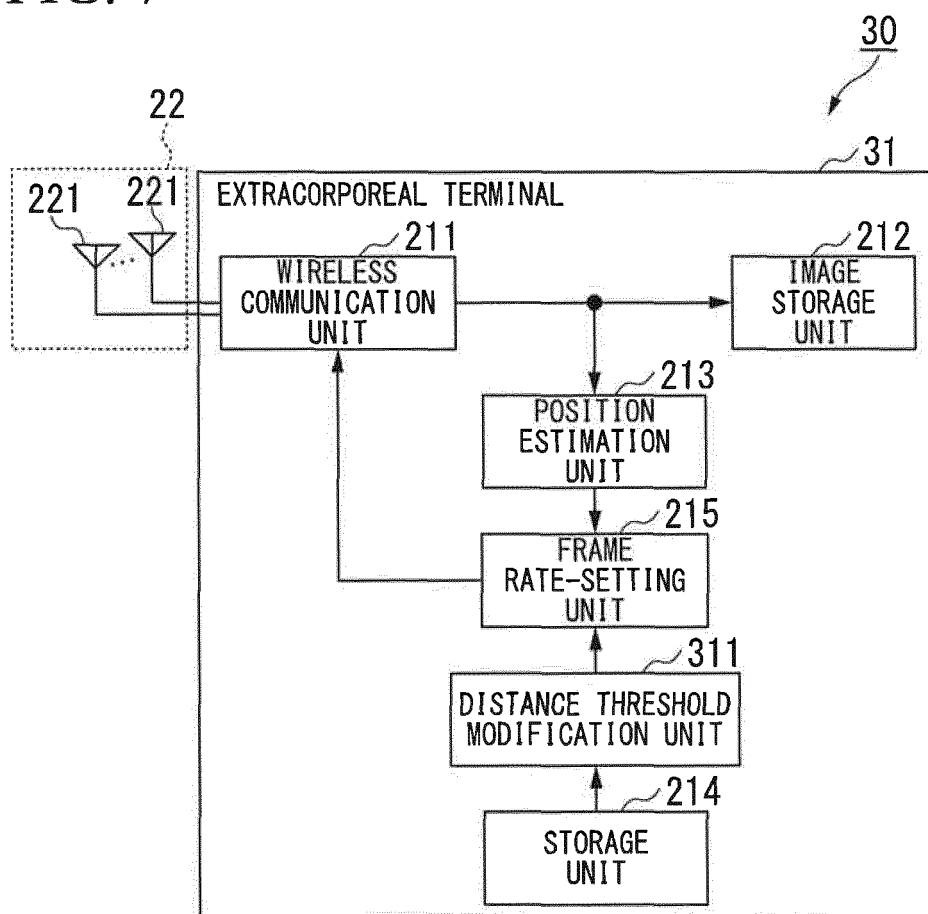 30
22
31
EXTRACORPOREAL TERMINAL
221
221
211
WIRELESS
COMMUNICATION
UNIT
212
IMAGE
STORAGE
UNIT
213
POSITION
ESTIMATION
UNIT
215
FRAME
RATE-SETTING
UNIT
311
DISTANCE THRESHOLD
MODIFICATION UNIT
214
STORAGE
UNIT